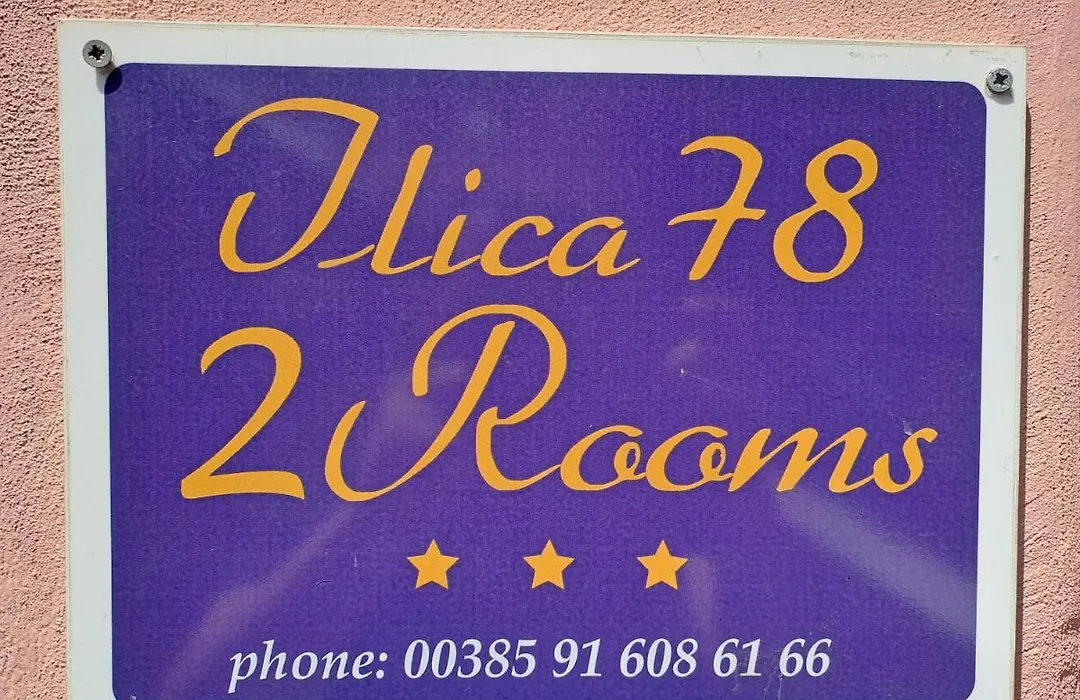 Ilica 78
2 Rooms
phone: 00385 91 608 61 66